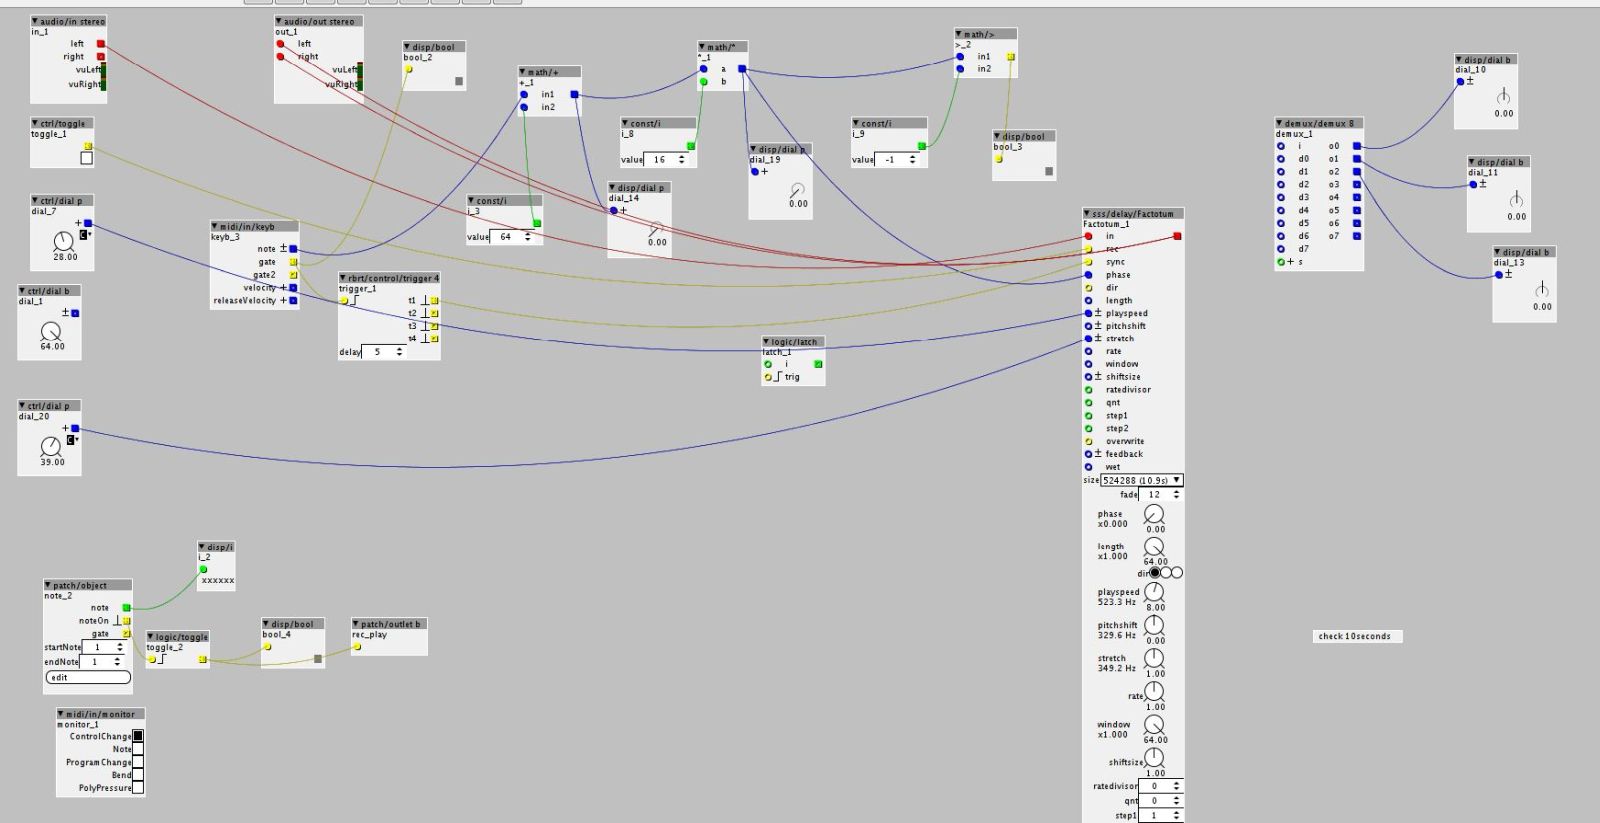 audio/in stereo
in_1
left
right
vuLeft
vuRight
audio/out stereo
out_1
left
right
vuLeft
vuRight
disp/bool
bool_2
math/+
+_1
in1
in2
math/*
*_1
a
b
math/>
>_2
in1
in2
disp/dial b
dial_10
±
0.00
ctrl/toggle
toggle_1
const/i
i_8
value 16
disp/dial p
dial_19
+
0.00
const/i
i_9
value -1
disp/bool
bool_3
demux/demux 8
demux_1
i o0
d0 o1
d1 o2
d2 o3
d3 o4
d4 o5
d5 o6
d6 o7
d7
+ s
disp/dial b
dial_11
±
0.00
disp/dial b
dial_13
±
0.00
ctrl/dial p
dial_7
+
C
28.00
midi/in/keyb
keyb_3
note ±
gate
gate2
velocity +
releaseVelocity +
const/i
i_3
value 64
disp/dial p
dial_14
+
0.00
rbrt/control/trigger 4
trigger_1
t1
t2
t3
t4
delay 5
ctrl/dial b
dial_1
±
64.00
logic/latch
latch_1
i
trig
ctrl/dial p
dial_20
+
C
39.00
sss/delay/Factotum
Factotum_1
in
rec
sync
phase
dir
length
± playspeed
± pitchshift
± stretch
rate
window
± shiftsize
ratedivisor
qnt
step1
step2
overwrite
± feedback
wet
size 524288 (10.9s)
fade 12
phase
x0.000
0.00
length
x1.000
64.00
dir
playspeed
523.3 Hz
8.00
pitchshift
329.6 Hz
0.00
stretch
349.2 Hz
1.00
rate
1.00
window
x1.000
64.00
shiftsize
1.00
ratedivisor 0
qnt 0
step1 1
disp/i
i_2
xxxxxx
patch/object
note_2
note
noteOn
gate
startNote 1
endNote 1
edit
logic/toggle
toggle_2
disp/bool
bool_4
patch/outlet b
rec_play
midi/in/monitor
monitor_1
ControlChange
Note
ProgramChange
Bend
PolyPressure
check 10seconds